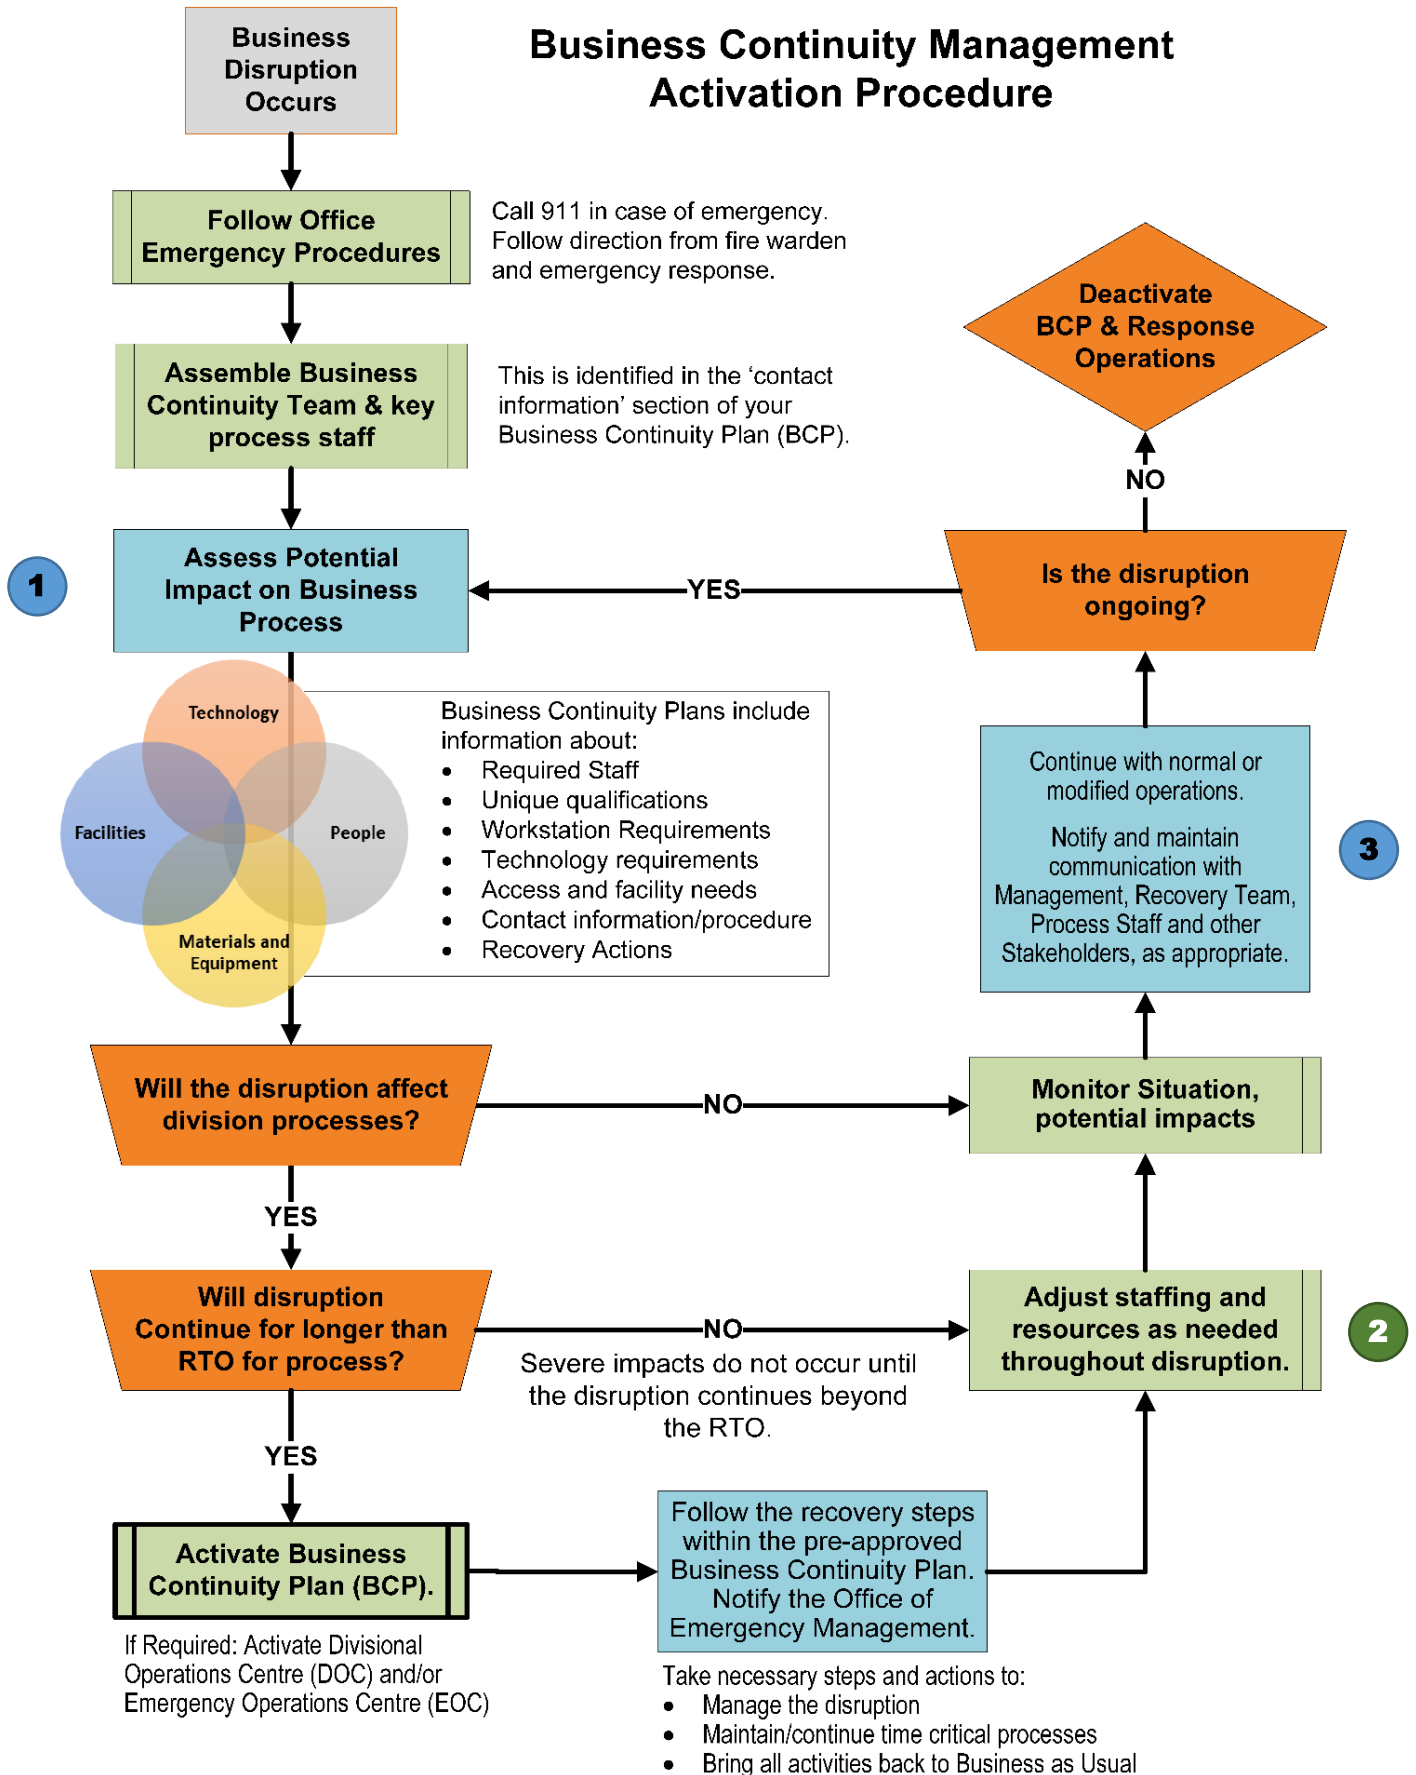 Business Continuity Management
Activation Procedure
Business
Disruption
Occurs
Follow Office
Emergency Procedures
Call 911 in case of emergency.
Follow direction from fire warden
and emergency response.
Assemble Business
Continuity Team & key
process staff
This is identified in the ‘contact
information’ section of your
Business Continuity Plan (BCP).
1
Assess Potential
Impact on Business
Process
Technology
Facilities
People
Materials and
Equipment
Business Continuity Plans include
information about:
• Required Staff
• Unique qualifications
• Workstation Requirements
• Technology requirements
• Access and facility needs
• Contact information/procedure
• Recovery Actions
Will the disruption affect
division processes?
NO
YES
Will disruption
Continue for longer than
RTO for process?
NO
Severe impacts do not occur until
the disruption continues beyond
the RTO.
YES
Activate Business
Continuity Plan (BCP).
If Required: Activate Divisional
Operations Centre (DOC) and/or
Emergency Operations Centre (EOC)
Follow the recovery steps
within the pre-approved
Business Continuity Plan.
Notify the Office of
Emergency Management.
Take necessary steps and actions to:
• Manage the disruption
• Maintain/continue time critical processes
• Bring all activities back to Business as Usual
Adjust staffing and
resources as needed
throughout disruption.
2
Monitor Situation,
potential impacts
Continue with normal or
modified operations.
Notify and maintain
communication with
Management, Recovery Team,
Process Staff and other
Stakeholders, as appropriate.
3
Is the disruption
ongoing?
YES
NO
Deactivate
BCP & Response
Operations